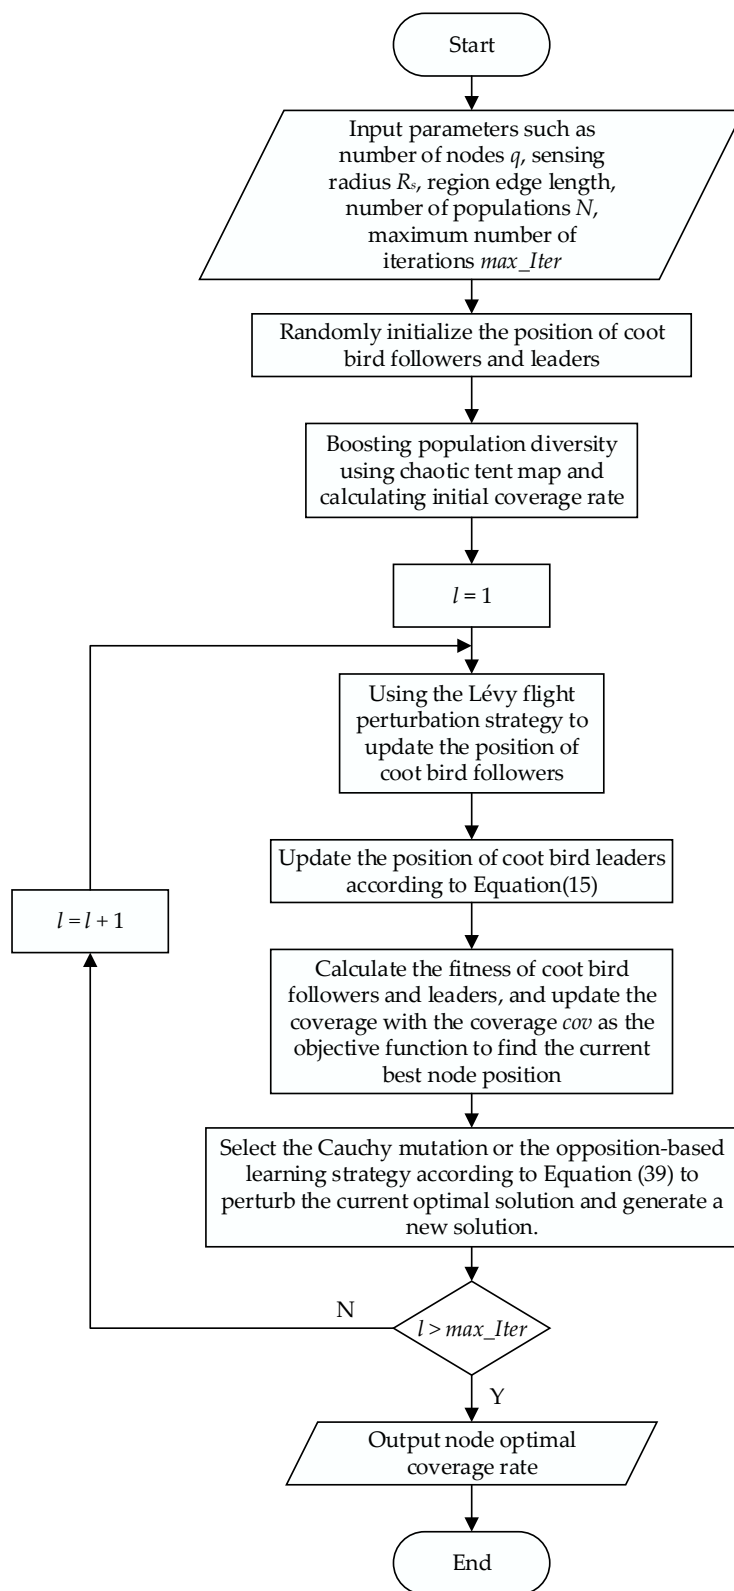 Start
Input parameters such as
number of nodes q, sensing
radius Rs, region edge length,
number of populations N,
maximum number of
iterations max_Iter
Randomly initialize the position of coot
bird followers and leaders
Boosting population diversity
using chaotic tent map and
calculating initial coverage rate
l = 1
Using the Lévy flight
perturbation strategy to
update the position of
coot bird followers
Update the position of coot bird leaders
according to Equation(15)
l = l + 1
Calculate the fitness of coot bird
followers and leaders, and update the
coverage with the coverage cov as the
objective function to find the current
best node position
Select the Cauchy mutation or the opposition-based
learning strategy according to Equation (39) to
perturb the current optimal solution and generate a
new solution.
N
l > max_Iter
Y
Output node optimal
coverage rate
End